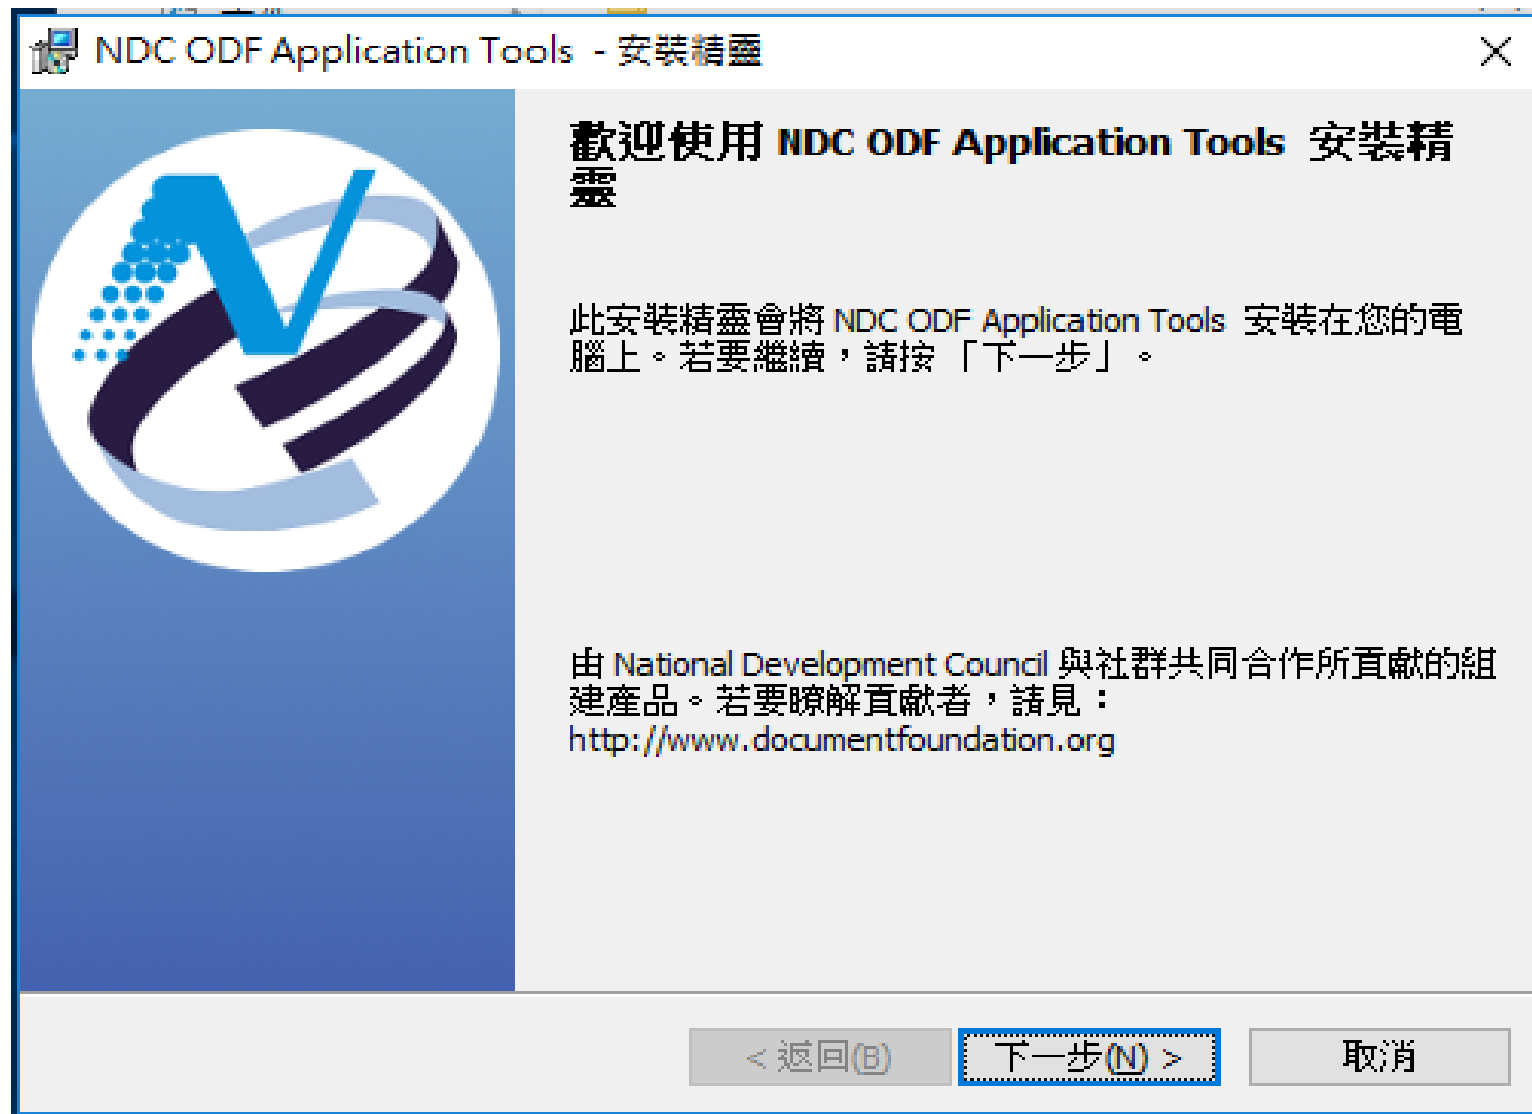 NDC ODF Application Tools - 安裝精靈
歡迎使用 NDC ODF Application Tools 安裝精
靈
此安裝精靈會將 NDC ODF Application Tools 安裝在您的電
腦上。若要繼續，請按「下一步」。
由 National Development Council 與社群共同合作所貢獻的組
建產品。若要瞭解貢獻者，請見：
http://www.documentfoundation.org
< 返回(B)
下一步(N) >
取消